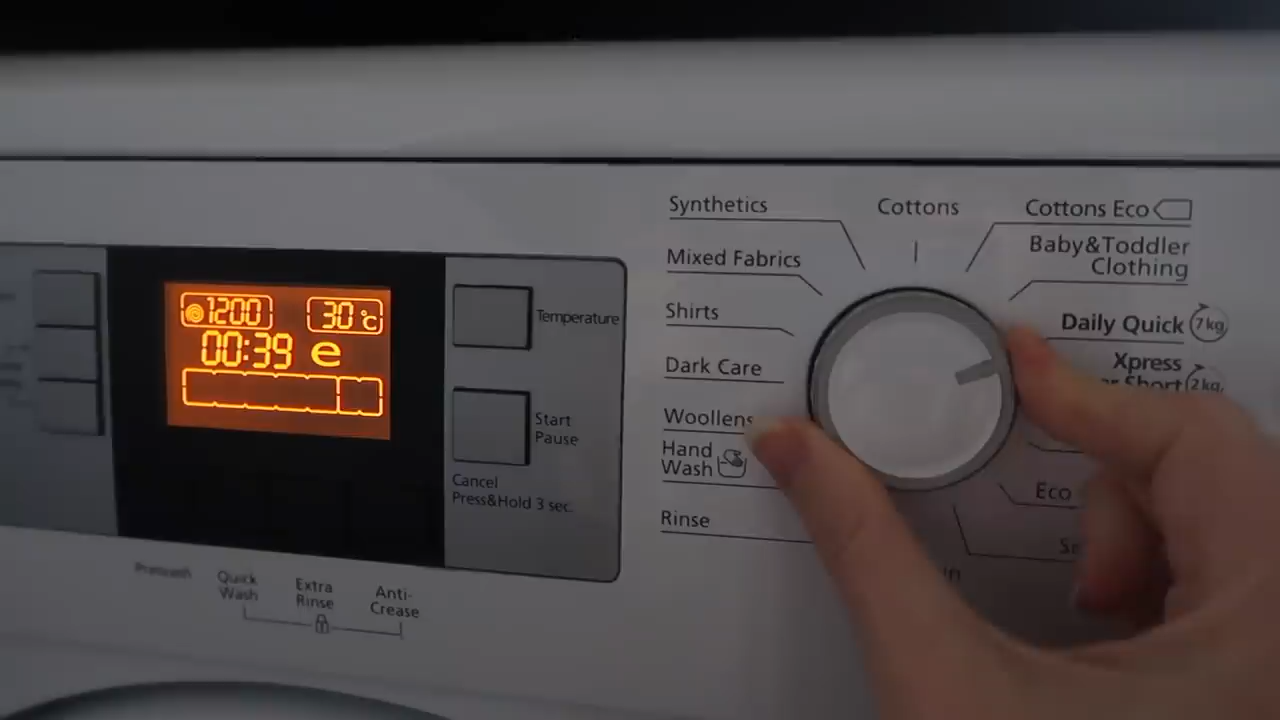 1200
30 °C
00:39 e
Temperature
Start
Pause
Cancel
Press&Hold 3 sec.
Prewash
Quick
Wash
Extra
Rinse
Anti-
Crease
Synthetics
Mixed Fabrics
Shirts
Dark Care
Woollens
Hand
Wash
Rinse
Cottons
Cottons Eco
Baby&Toddler
Clothing
Daily Quick 7kg
Xpress
Short 2kg
Eco